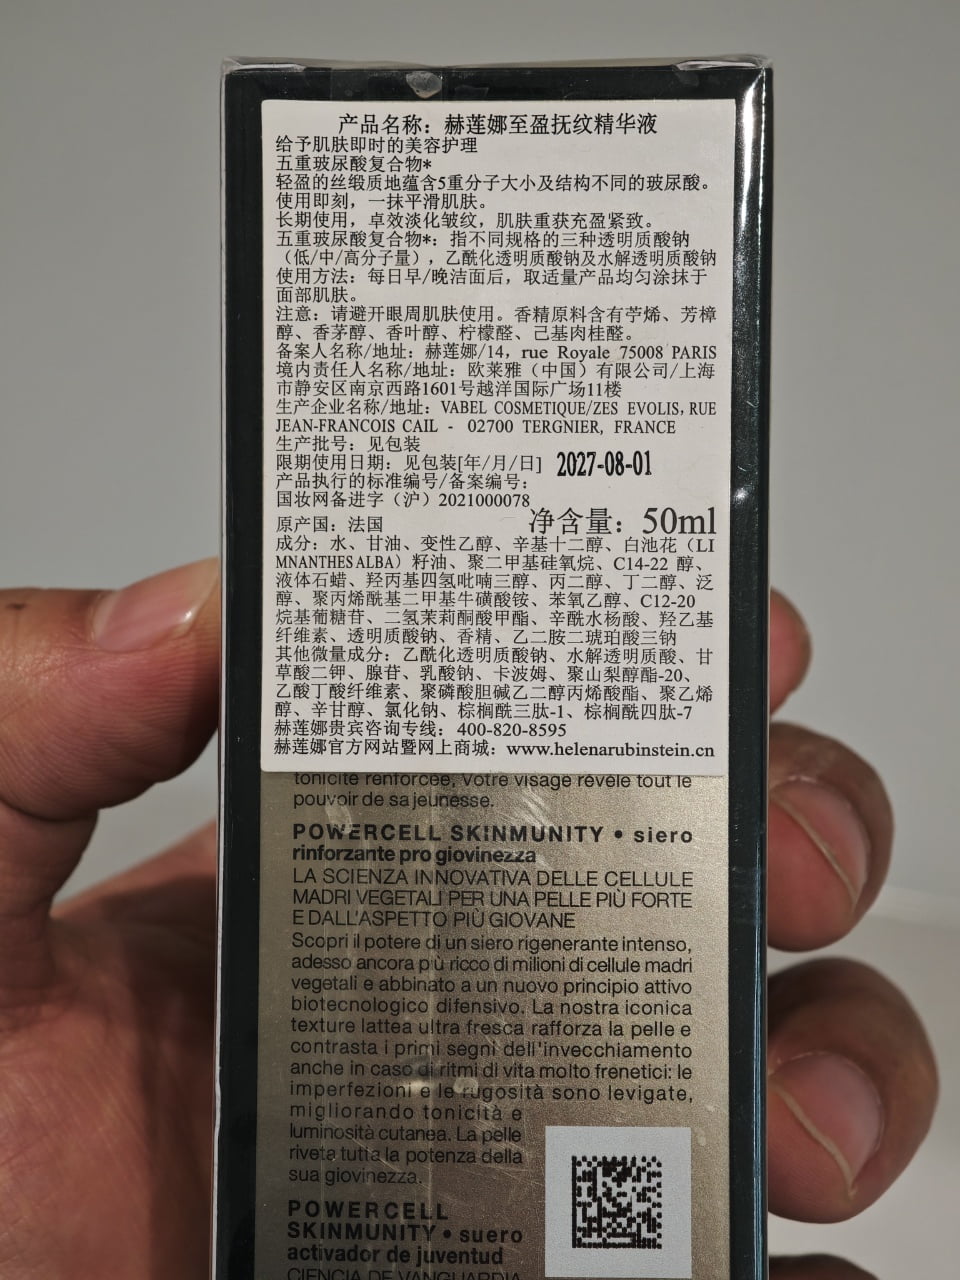 产品名称：赫莲娜至盈抚纹精华液
给予肌肤即时的美容护理
五重玻尿酸复合物*
轻盈的丝缎质地蕴含5重分子大小及结构不同的玻尿酸。
使用即刻，一抹平滑肌肤。
长期使用，卓效淡化皱纹，肌肤重获充盈紧致。
五重玻尿酸复合物*：指不同规格的三种透明质酸钠
（低/中/高分子量），乙酰化透明质酸钠及水解透明质酸钠
使用方法：每日早/晚洁面后，取适量产品均匀涂抹于
面部肌肤。
注意：请避开眼周肌肤使用。香精原料含有苧烯、芳樟
醇、香茅醇、香叶醇、柠檬醛、己基肉桂醛。
备案人名称/地址：赫莲娜/14，rue Royale 75008 PARIS
境内责任人名称/地址：欧莱雅（中国）有限公司/上海
市静安区南京西路1601号越洋国际广场11楼
生产企业名称/地址：VABEL COSMETIQUE/ZES EVOLIS, RUE
JEAN-FRANCOIS CAIL - 02700 TERGNIER, FRANCE
生产批号：见包装
限期使用日期：见包装[年/月/日] 2027-08-01
产品执行的标准编号/备案编号：
国妆网备进字（沪）2021000078
原产国：法国 净含量：50ml
成分：水、甘油、变性乙醇、辛基十二醇、白池花（LI
MNANTHES ALBA）籽油、聚二甲基硅氧烷、C14-22 醇、
液体石蜡、羟丙基四氢吡喃三醇、丙二醇、丁二醇、泛
醇、聚丙烯酰基二甲基牛磺酸铵、苯氧乙醇、C12-20
烷基葡糖苷、二氢茉莉酮酸甲酯、辛酰水杨酸、羟乙基
纤维素、透明质酸钠、香精、乙二胺二琥珀酸三钠
其他微量成分：乙酰化透明质酸钠、水解透明质酸、甘
草酸二钾、腺苷、乳酸钠、卡波姆、聚山梨醇酯-20、
乙酸丁酸纤维素、聚磷酸胆碱乙二醇丙烯酸酯、聚乙烯
醇、辛甘醇、氯化钠、棕榈酰三肽-1、棕榈酰四肽-7
赫莲娜贵宾咨询专线：400-820-8595
赫莲娜官方网站暨网上商城：www.helenarubinstein.cn
tonicité renforcée, votre visage révèle tout le
pouvoir de sa jeunesse.
POWERCELL SKINMUNITY • siero
rinforzante pro giovinezza
LA SCIENZA INNOVATIVA DELLE CELLULE
MADRI VEGETALI PER UNA PELLE PIÙ FORTE
E DALL'ASPETTO PIÙ GIOVANE
Scopri il potere di un siero rigenerante intenso,
adesso ancora più ricco di milioni di cellule madri
vegetali e abbinato a un nuovo principio attivo
biotecnologico difensivo. La nostra iconica
texture lattea ultra fresca rafforza la pelle e
contrasta i primi segni dell'invecchiamento
anche in caso di ritmi di vita molto frenetici: le
imperfezioni e le rugosità sono levigate,
migliorando tonicità e
luminosità cutanea. La pelle
riveta tutta la potenza della
sua giovinezza.
POWERCELL
SKINMUNITY • suero
activador de juventud
CIENCIA DE VANGUARDIA